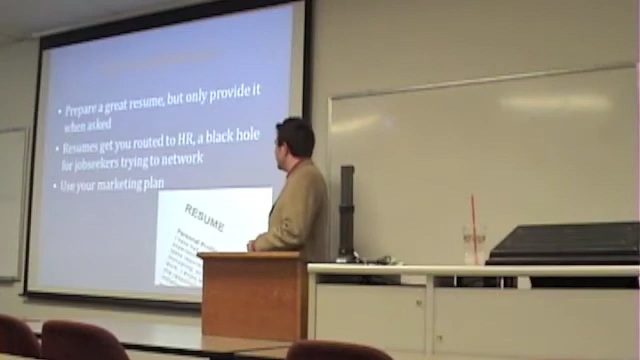 • Prepare a great resume, but only provide it
when asked
• Resumes get you routed to HR, a black hole
for jobseekers trying to network
• Use your marketing plan
RESUME
Personal